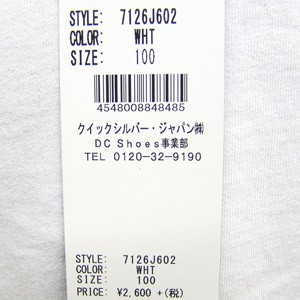 STYLE: 7126J602
COLOR: WHT
SIZE: 100
4548008848485
クイックシルバー・ジャパン㈱
DC Shoes事業部
TEL 0120-32-9190
STYLE: 7126J602
COLOR: WHT
SIZE: 100
PRICE: ¥2,600 +(税)